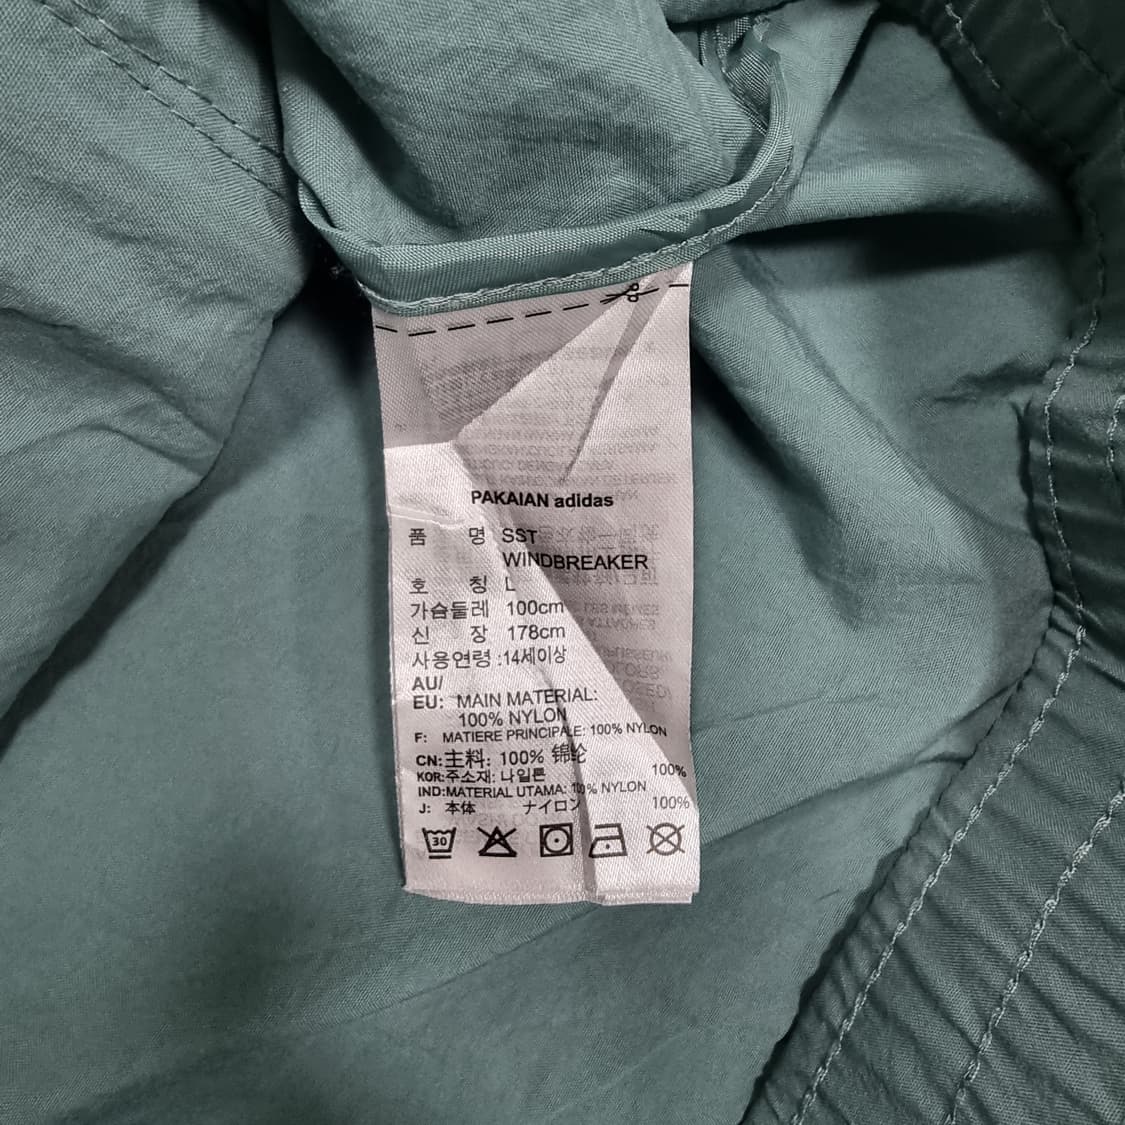 PAKAIAN adidas
품 명 SST
WINDBREAKER
호 칭 L
가슴둘레 100cm
신 장 178cm
사용연령 :14세이상
AU/
EU: MAIN MATERIAL:
100% NYLON
F: MATIERE PRINCIPALE: 100% NYLON
CN:主料: 100% 锦纶
KOR:주소재: 나일론 100%
IND:MATERIAL UTAMA: 100% NYLON
J: 本体 ナイロン 100%
30